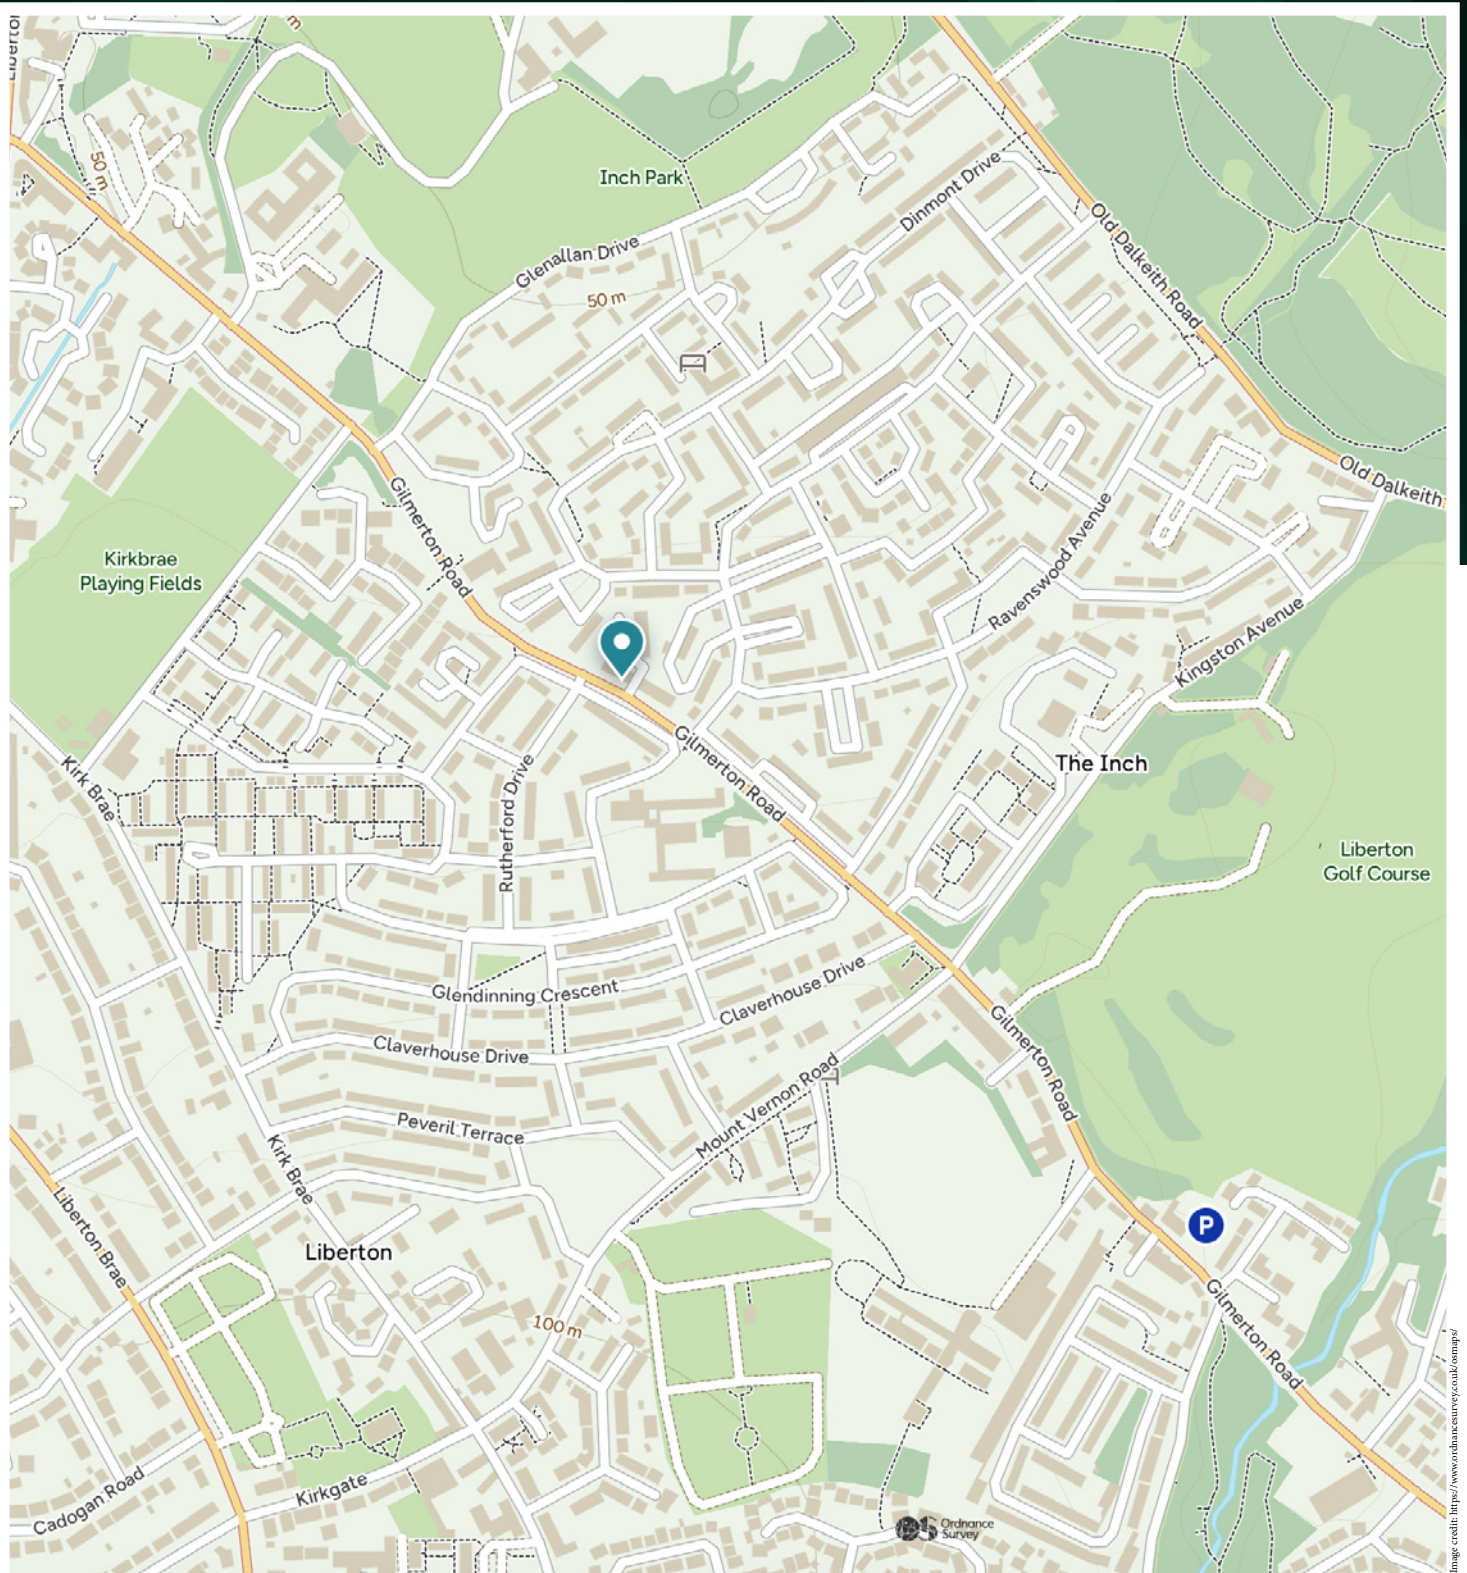 Liberton
m
50 m
Inch Park
Dinmont Drive
Old Dalkeith Road
Glenallan Drive
50 m
Old Dalkeith
Gilmerton Road
Ravenswood Avenue
Kirkbrae
Playing Fields
Kingston Avenue
Gilmerton Road
Kirk Brae
Rutherford Drive
The Inch
Liberton
Golf Course
Glendinning Crescent
Claverhouse Drive
Gilmerton Road
Claverhouse Drive
Mount Vernon Road
Peveril Terrace
Kirk Brae
Liberton Brae
Liberton
P
Gilmerton Road
100 m
Cadogan Road
Kirkgate
OS
Ordnance
Survey
Image credit: https://www.ordnancesurvey.co.uk/osmaps/